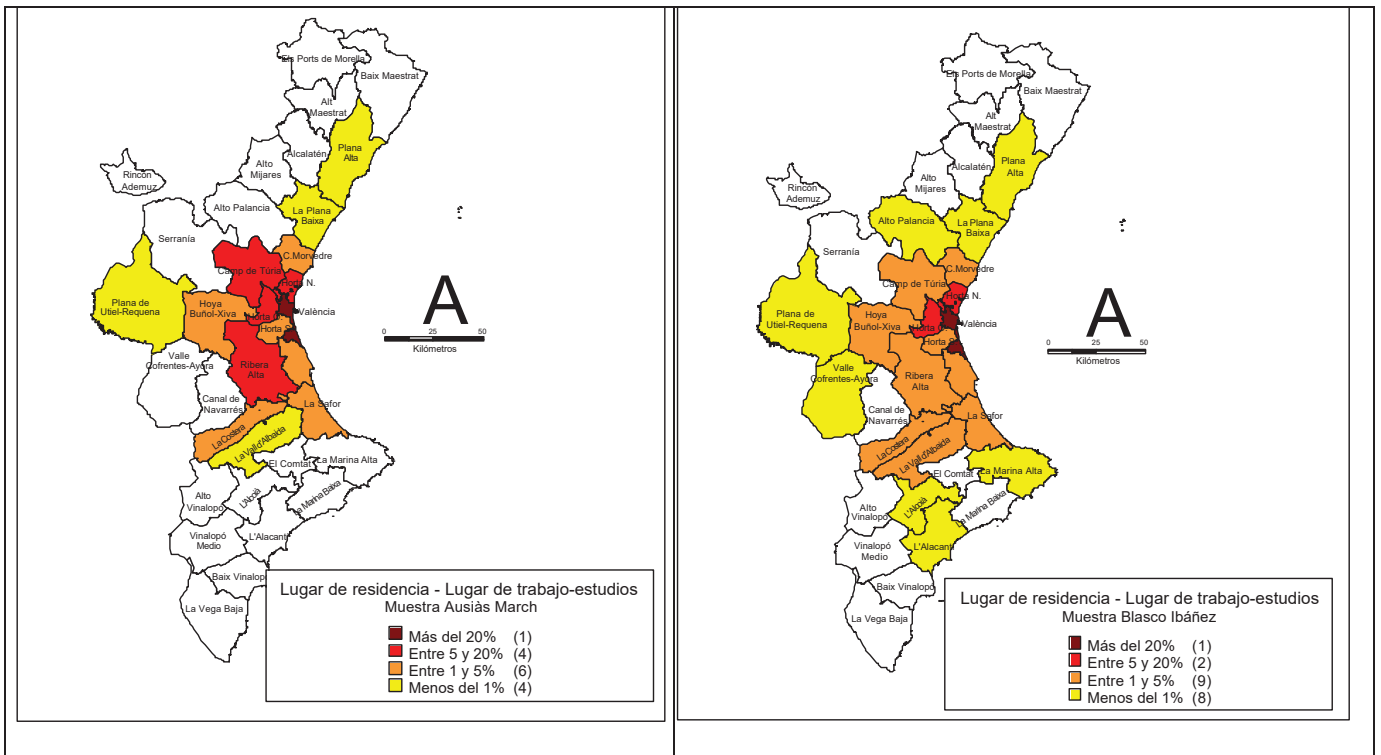 Els Ports de Morella
Baix Maestrat
Alt
Maestrat
Plana
Alta
Alcalatén
Alto
Mijares
Rincón
Ademuz
Alto Palancia
La Plana
Baixa
Serranía
C.Morvedre
Camp de Túria
Horta N.
Plana de
Utiel-Requena
Hoya
Buñol-Xiva
Horta O.
València
Horta S.
Valle
Cofrentes-Ayora
Ribera
Alta
Canal de
Navarrés
La Safor
La Costera
La Vall d'Albaida
El Comtat
La Marina Alta
Alto
Vinalopó
L'Alcoià
La Marina Baixa
Vinalopó
Medio
L'Alacantí
Baix Vinalop
La Vega Baja
A
0
25
50
Kilómetros
Lugar de residencia - Lugar de trabajo-estudios
Muestra Ausiàs March
Más del 20% (1)
Entre 5 y 20% (4)
Entre 1 y 5% (6)
Menos del 1% (4)
Els Ports de Morella
Baix Maestrat
Alt
Maestrat
Plana
Alta
Alcalatén
Alto
Mijares
Rincón
Ademuz
Alto Palancia
La Plana
Baixa
Serranía
C.Morvedre
Camp de Túria
Horta N.
Plana de
Utiel-Requena
Hoya
Buñol-Xiva
Horta O.
València
Horta S.
Valle
Cofrentes-Ayora
Ribera
Alta
Canal de
Navarrés
La Safor
La Costera
La Vall d'Albaida
El Comtat
La Marina Alta
Alto
Vinalopó
L'Alcoià
La Marina Baixa
Vinalopó
Medio
L'Alacantí
Baix Vinalopó
La Vega Baja
A
0
25
50
Kilómetros
Lugar de residencia - Lugar de trabajo-estudios
Muestra Blasco Ibáñez
Más del 20% (1)
Entre 5 y 20% (2)
Entre 1 y 5% (9)
Menos del 1% (8)